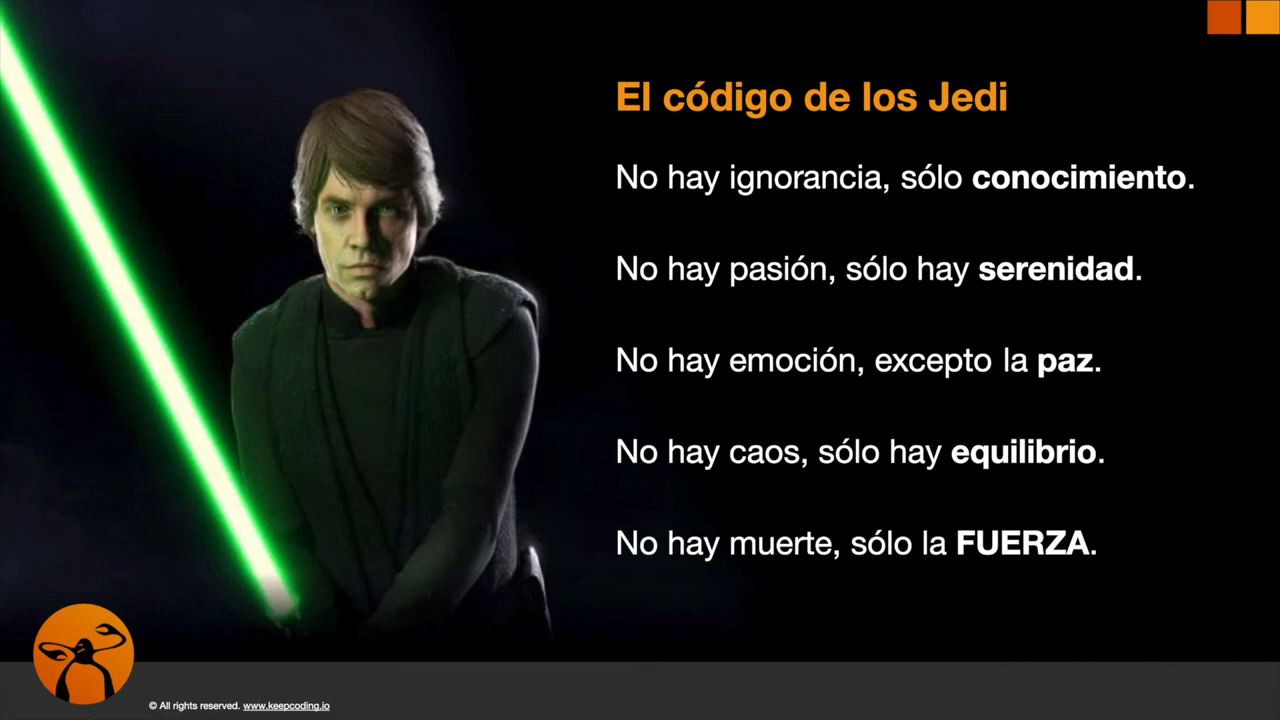 El código de los Jedi
No hay ignorancia, sólo conocimiento.
No hay pasión, sólo hay serenidad.
No hay emoción, excepto la paz.
No hay caos, sólo hay equilibrio.
No hay muerte, sólo la FUERZA.
© All rights reserved. www.keepcoding.io